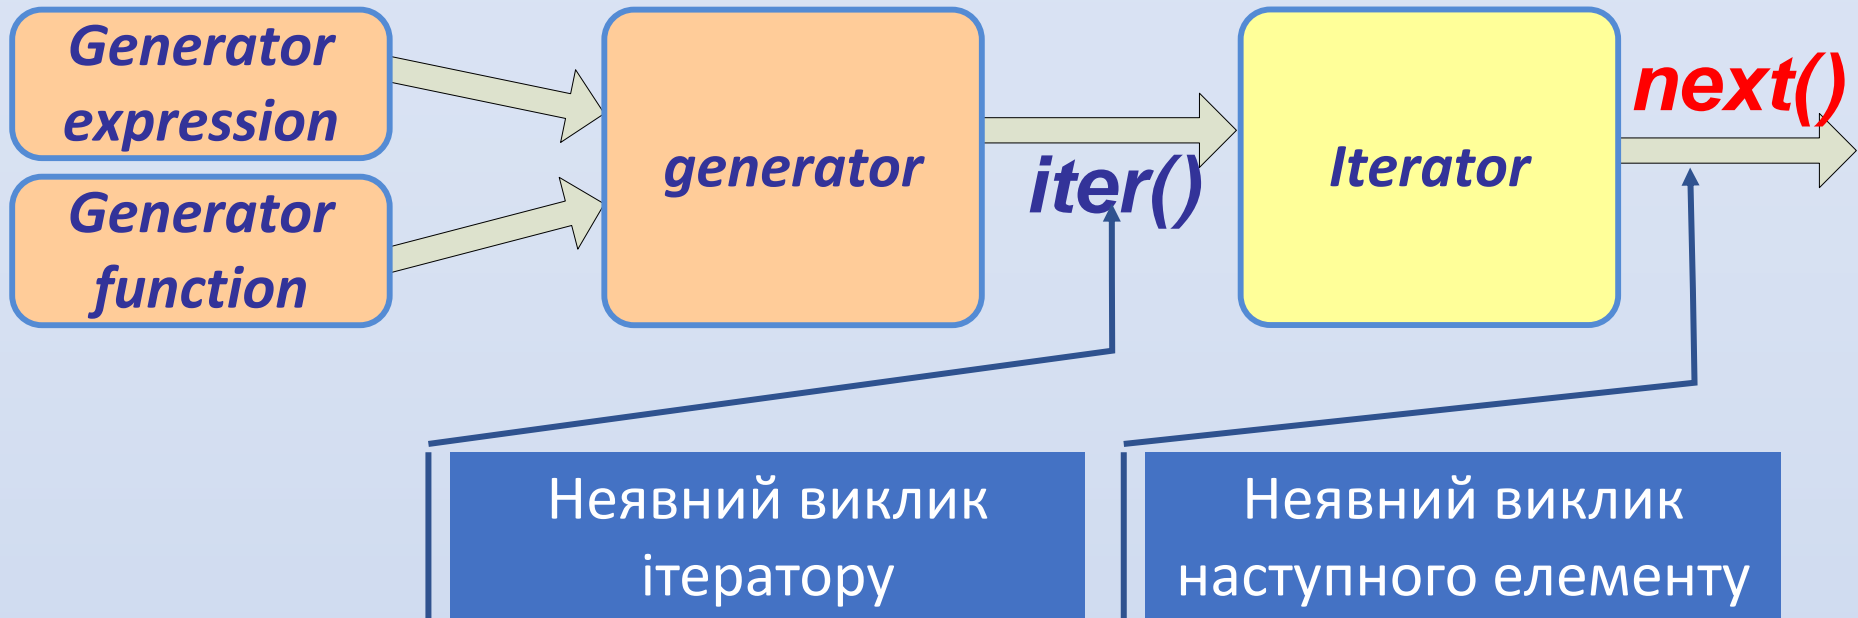 Generator
expression
Generator
function
generator
iter()
Iterator
next()
Неявний виклик
ітератору
Неявний виклик
наступного елементу